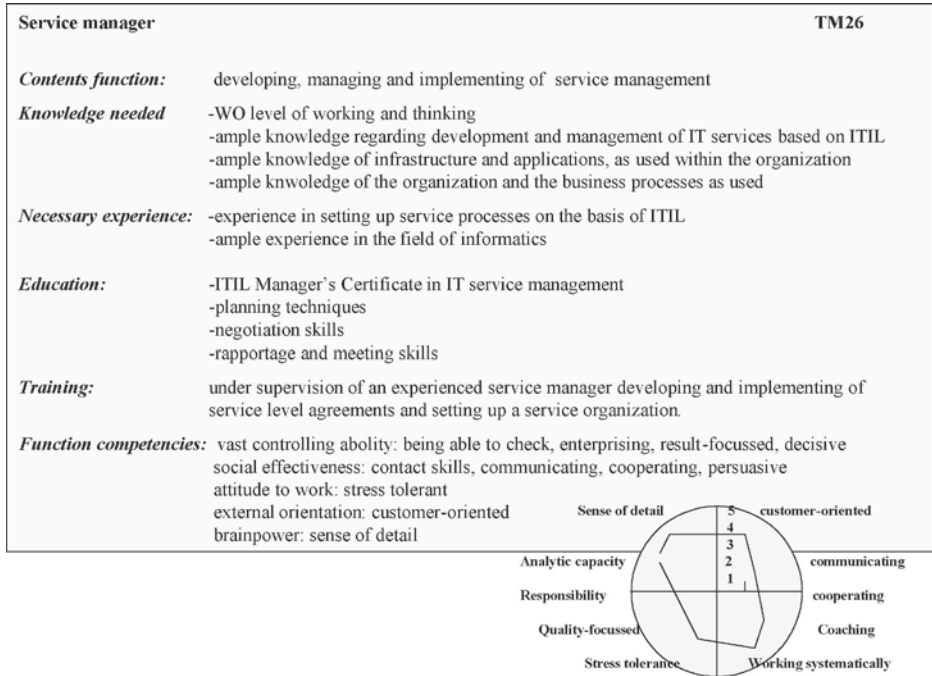 Service manager TM26
Contents function: developing, managing and implementing of service management
Knowledge needed -WO level of working and thinking
-ample knowledge regarding development and management of IT services based on ITIL
-ample knowledge of infrastructure and applications, as used within the organization
-ample knwoledge of the organization and the business processes as used
Necessary experience: -experience in setting up service processes on the basis of ITIL
-ample experience in the field of informatics
Education: -ITIL Manager's Certificate in IT service management
-planning techniques
-negotiation skills
-rapportage and meeting skills
Training: under supervision of an experienced service manager developing and implementing of
service level agreements and setting up a service organization.
Function competencies: vast controlling abolity: being able to check, enterprising, result-focussed, decisive
social effectiveness: contact skills, communicating, cooperating, persuasive
attitude to work: stress tolerant
external orientation: customer-oriented
brainpower: sense of detail
Sense of detail 5 customer-oriented
4
3
Analytic capacity 2 communicating
1
Responsibility cooperating
Quality-focussed Coaching
Stress tolerance Working systematically